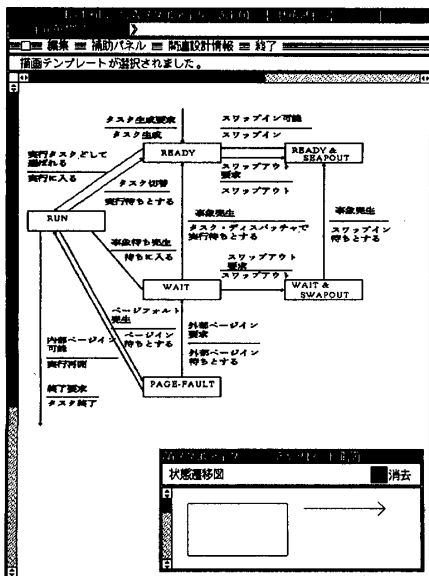 編集 補助パネル 関連設計情報 終了
描画テンプレートが選択されました。
タスク生成要求
タスク生成
スワップイン可能
スワップイン
実行タスクとして
選ばれる
実行に入る
READY
READY &
SEAPOUT
スワップアウト
要求
スワップアウト
タスク切替
実行待ちとする
RUN
事象発生
タスク・ディスパッチャで
実行待ちとする
事象発生
スワップイン
待ちとする
事象待ち発生
待ちに入る
スワップアウト
要求
スワップアウト
WAIT
WAIT &
SWAPOUT
ページフォルト
発生
ページイン
待ちとする
外部ページイン
要求
外部ページイン
待ちとする
内部ページイン
可能
実行再開
PAGE-FAULT
終了要求
タスク終了
状態遷移図
消去